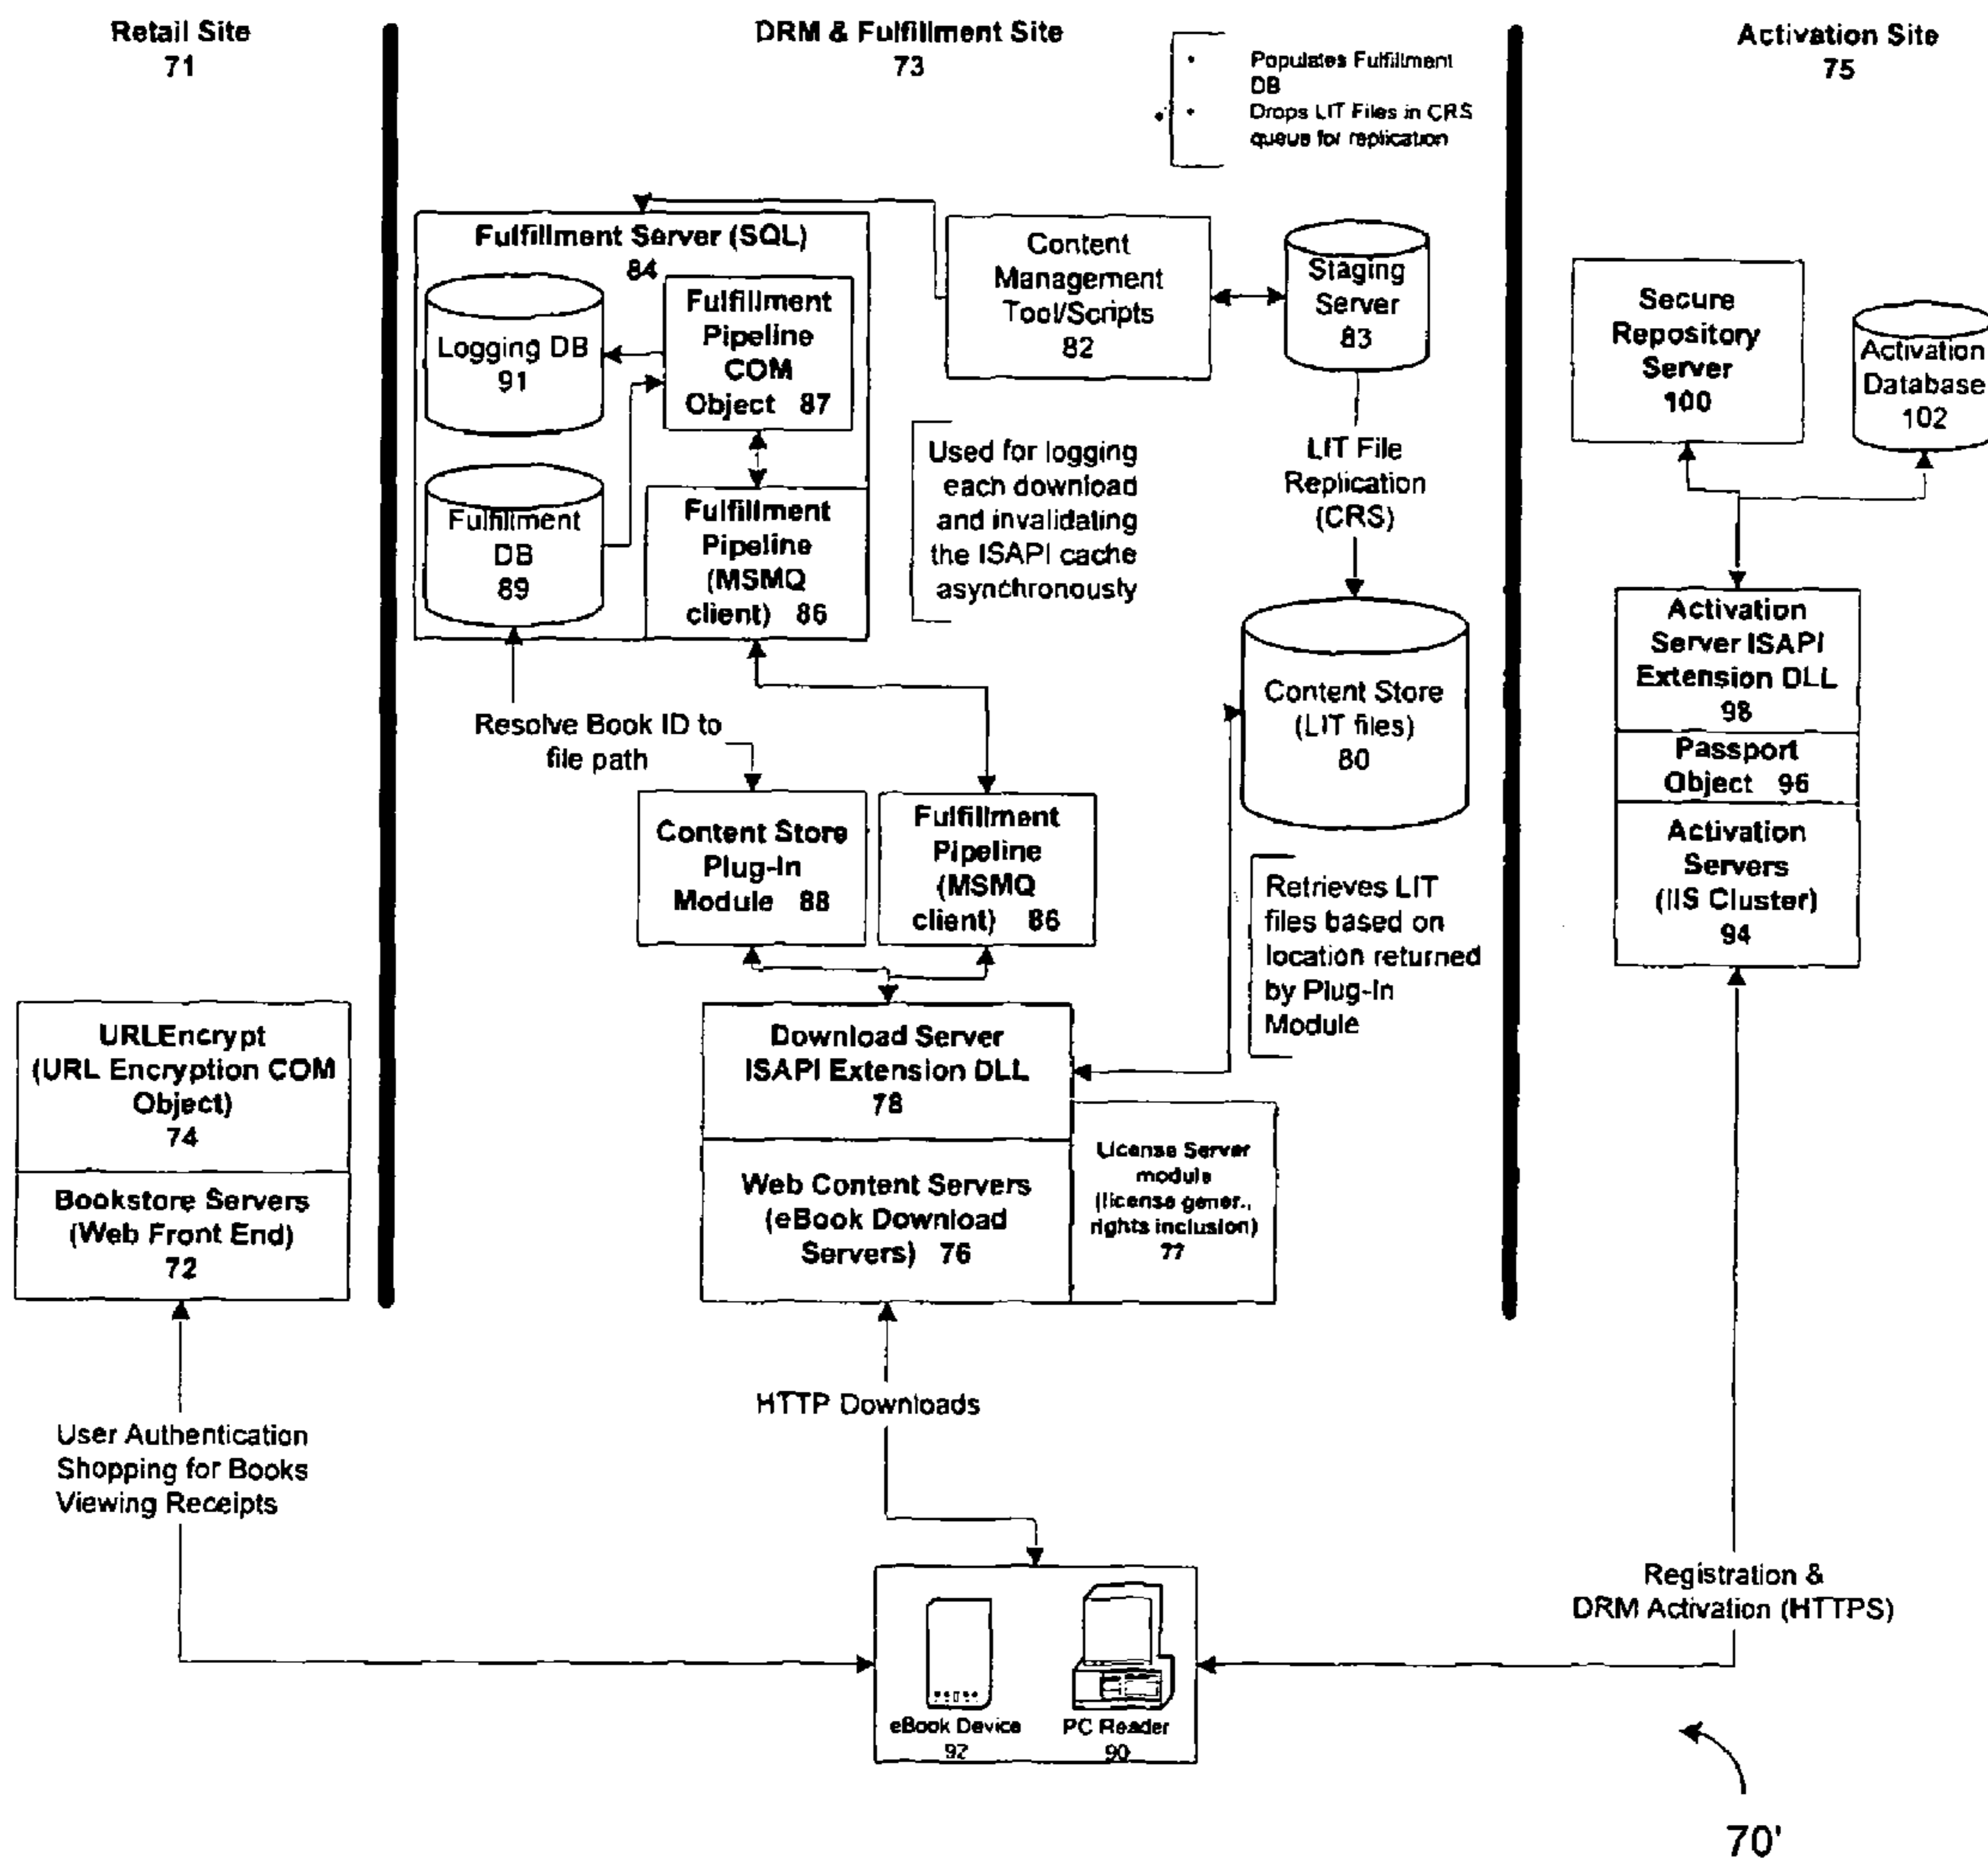 Retail Site
71
DRM & Fulfillment Site
73
• Populates Fulfillment
DB
• Drops LIT Files in CRS
queue for replication
Activation Site
75
Fulfillment Server (SQL)
84
Logging DB
91
Fulfillment
Pipeline
COM
Object 87
Fulfillment
DB
89
Fulfillment
Pipeline
(MSMQ
client) 86
Content
Management
Tool/Scripts
82
Staging
Server
83
Used for logging
each download
and invalidating
the ISAPI cache
asynchronously
LIT File
Replication
(CRS)
Content Store
(LIT files)
80
Secure
Repository
Server
100
Activation
Database
102
Activation
Server ISAPI
Extension DLL
98
Passport
Object 96
Activation
Servers
(IIS Cluster)
94
Resolve Book ID to
file path
Content Store
Plug-In
Module 88
Fulfillment
Pipeline
(MSMQ
client) 86
Retrieves LIT
files based on
location returned
by Plug-In
Module
URLEncrypt
(URL Encryption COM
Object)
74
Bookstore Servers
(Web Front End)
72
Download Server
ISAPI Extension DLL
78
Web Content Servers
(eBook Download
Servers) 76
License Server
module
(license gener.,
rights inclusion)
77
HTTP Downloads
User Authentication
Shopping for Books
Viewing Receipts
Registration &
DRM Activation (HTTPS)
eBook Device
92
PC Reader
90
70'